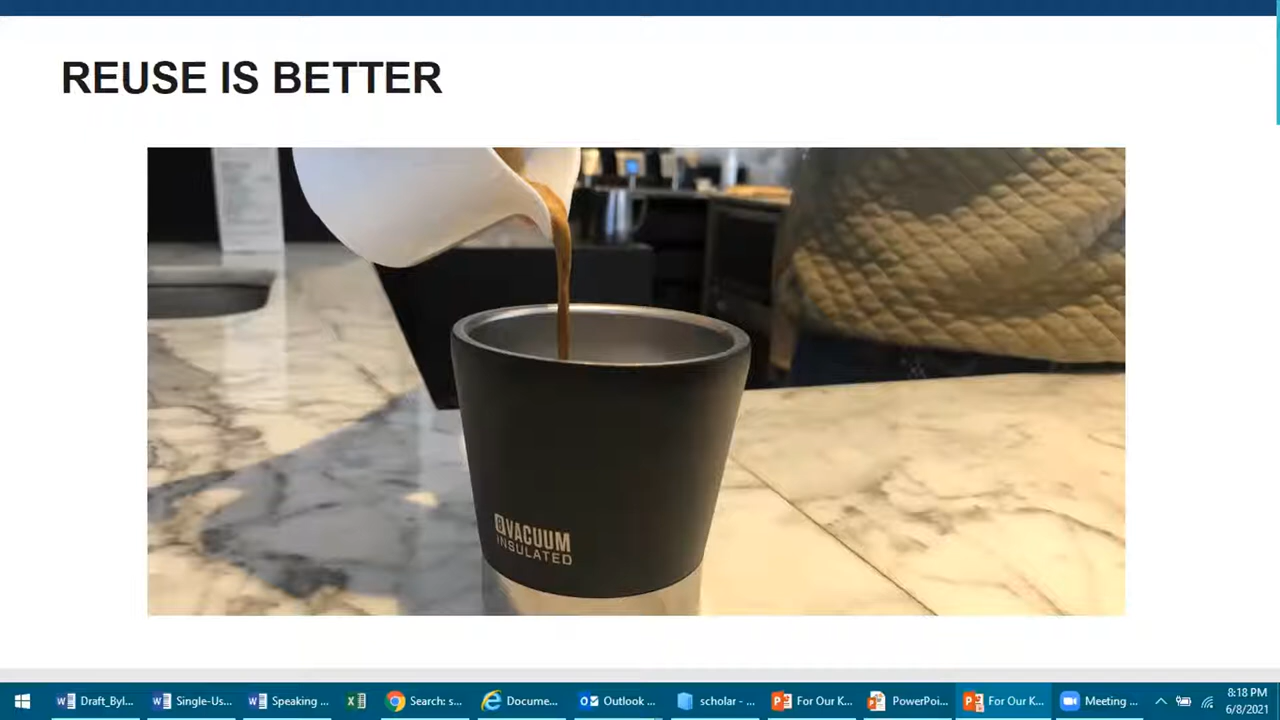 REUSE IS BETTER
VACUUM
INSULATED
Draft_Byl...
Single-Us...
Speaking ...
Search: s...
Docume...
Outlook ...
scholar - ...
For Our K...
PowerPoi...
For Our K...
Meeting ...
8:18 PM
6/8/2021